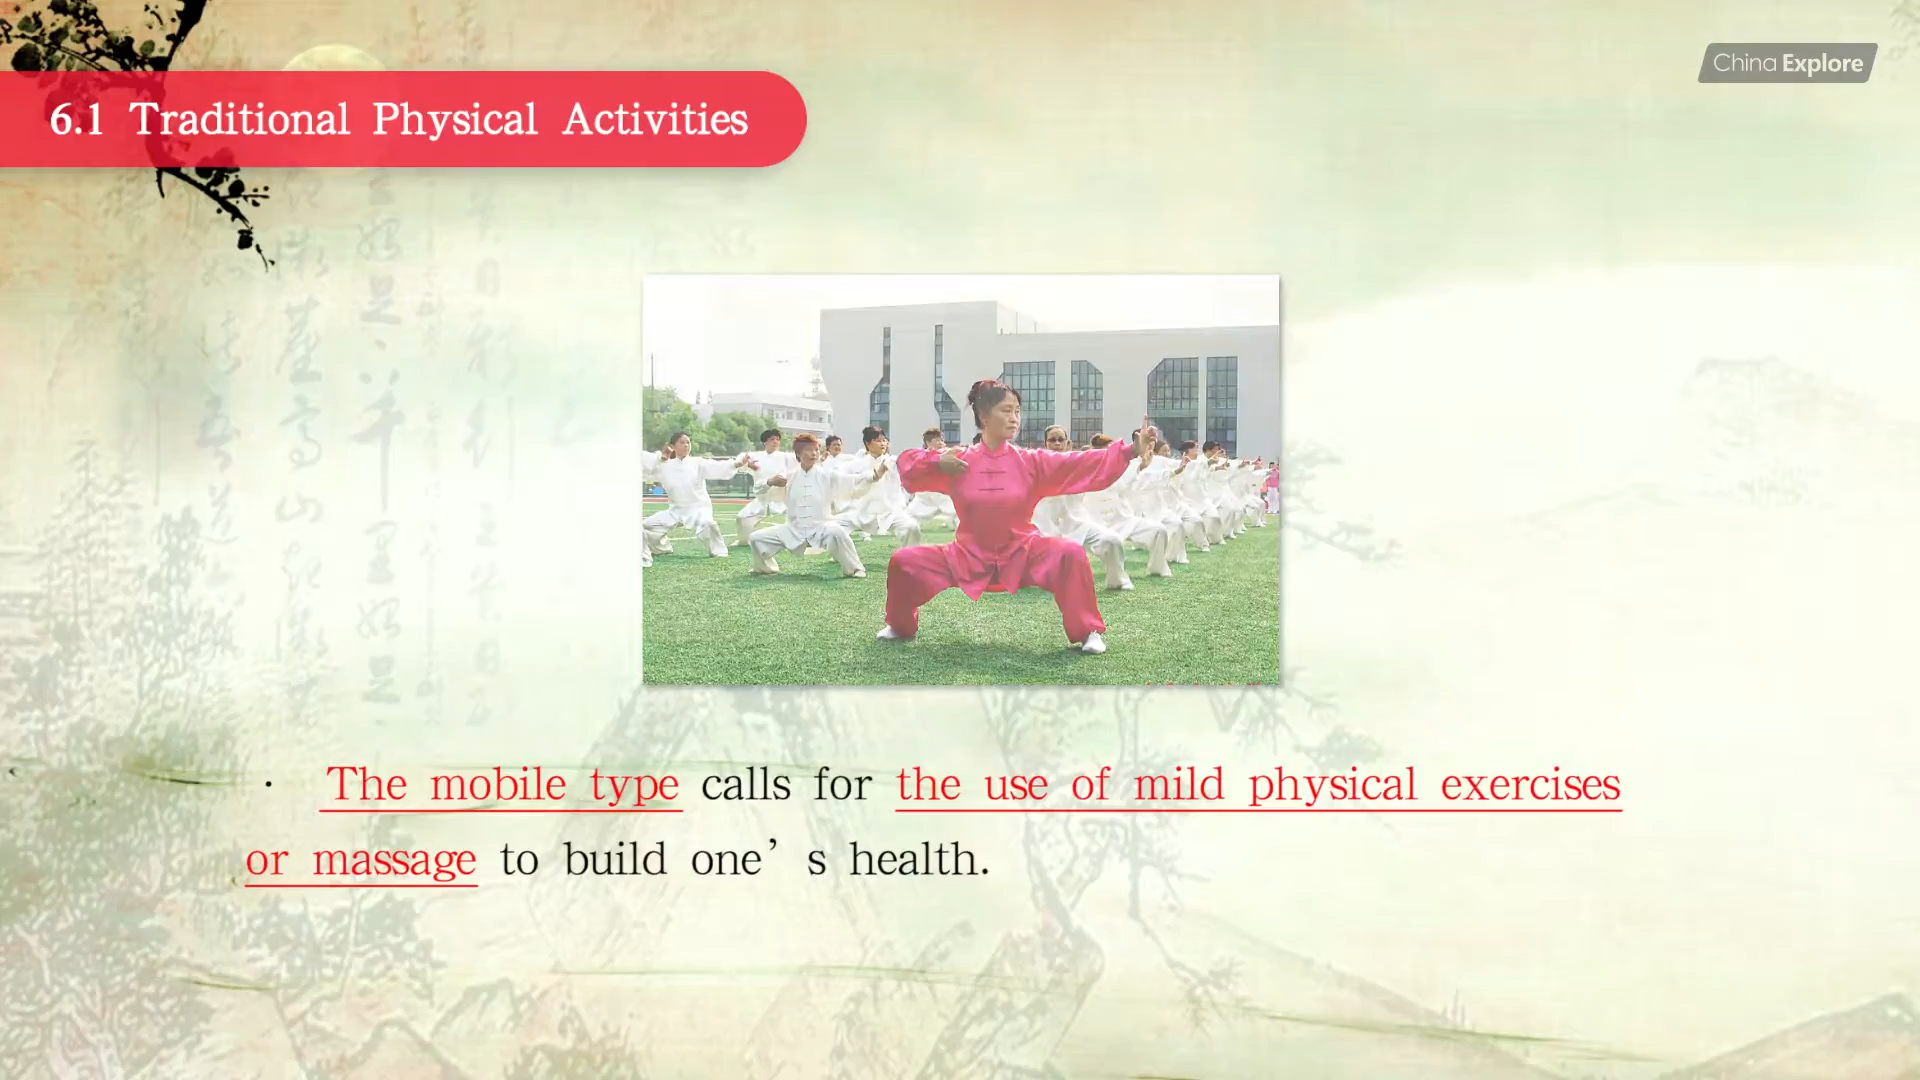 China Explore
6.1 Traditional Physical Activities
· The mobile type calls for the use of mild physical exercises
or massage to build one’s health.